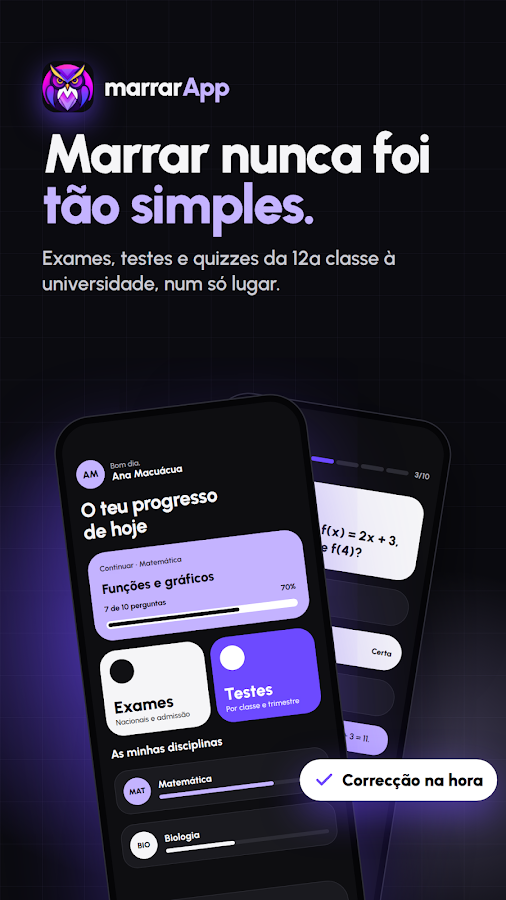 marrarApp
Marrar nunca foi
tão simples.
Exames, testes e quizzes da 12a classe à
universidade, num só lugar.
AM
Bom dia,
Ana Macuácua
O teu progresso
de hoje
Continuar · Matemática
Funções e gráficos
7 de 10 perguntas
70%
Exames
Nacionais e admissão
Testes
Por classe e trimestre
As minhas disciplinas
MAT
Matemática
BIO
Biologia
3/10
f(x) = 2x + 3,
e f(4)?
Certa
+ 3 = 11.
Correcção na hora